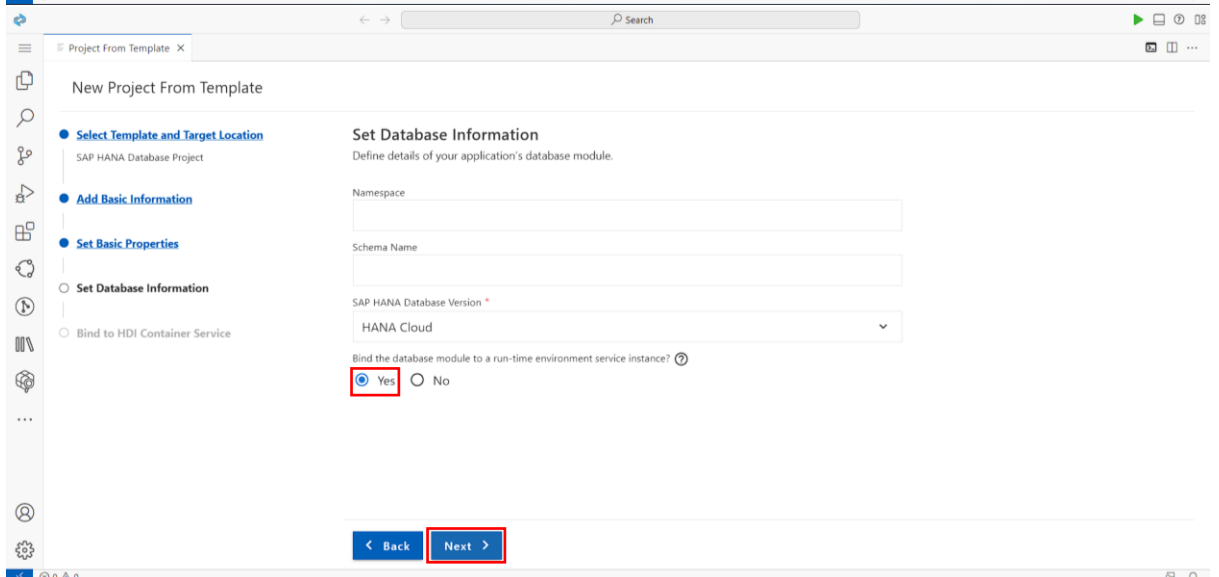 Search
Project From Template
New Project From Template
Select Template and Target Location
SAP HANA Database Project
Add Basic Information
Set Basic Properties
Set Database Information
Bind to HDI Container Service
Set Database Information
Define details of your application's database module.
Namespace
Schema Name
SAP HANA Database Version *
HANA Cloud
Bind the database module to a run-time environment service instance?
Yes No
Back Next